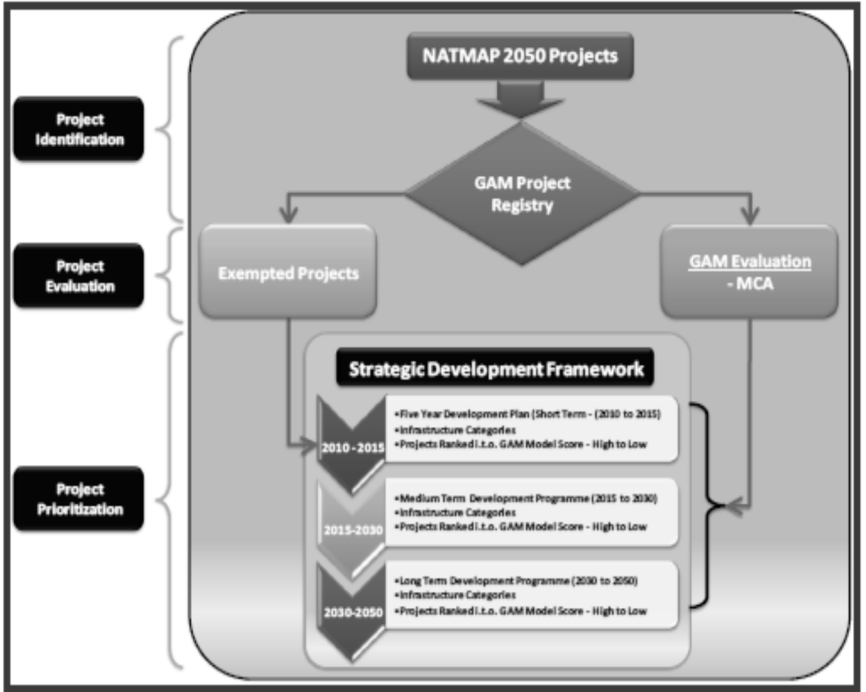 NATMAP 2050 Projects
Project
Identification
GAM Project
Registry
Project
Evaluation
Exempted Projects
GAM Evaluation
- MCA
Strategic Development Framework
2010 - 2015
•Five Year Development Plan (Short Term - (2010 to 2015)
•Infrastructure Categories
•Projects Ranked i.t.o. GAM Model Score - High to Low
Project
Prioritization
2015-2030
•Medium Term Development Programme (2015 to 2030)
•Infrastructure Categories
•Projects Ranked i.t.o. GAM Model Score - High to Low
2030-2050
•Long Term Development Programme (2030 to 2050)
•Infrastructure Categories
•Projects Ranked i.t.o. GAM Model Score - High to Low